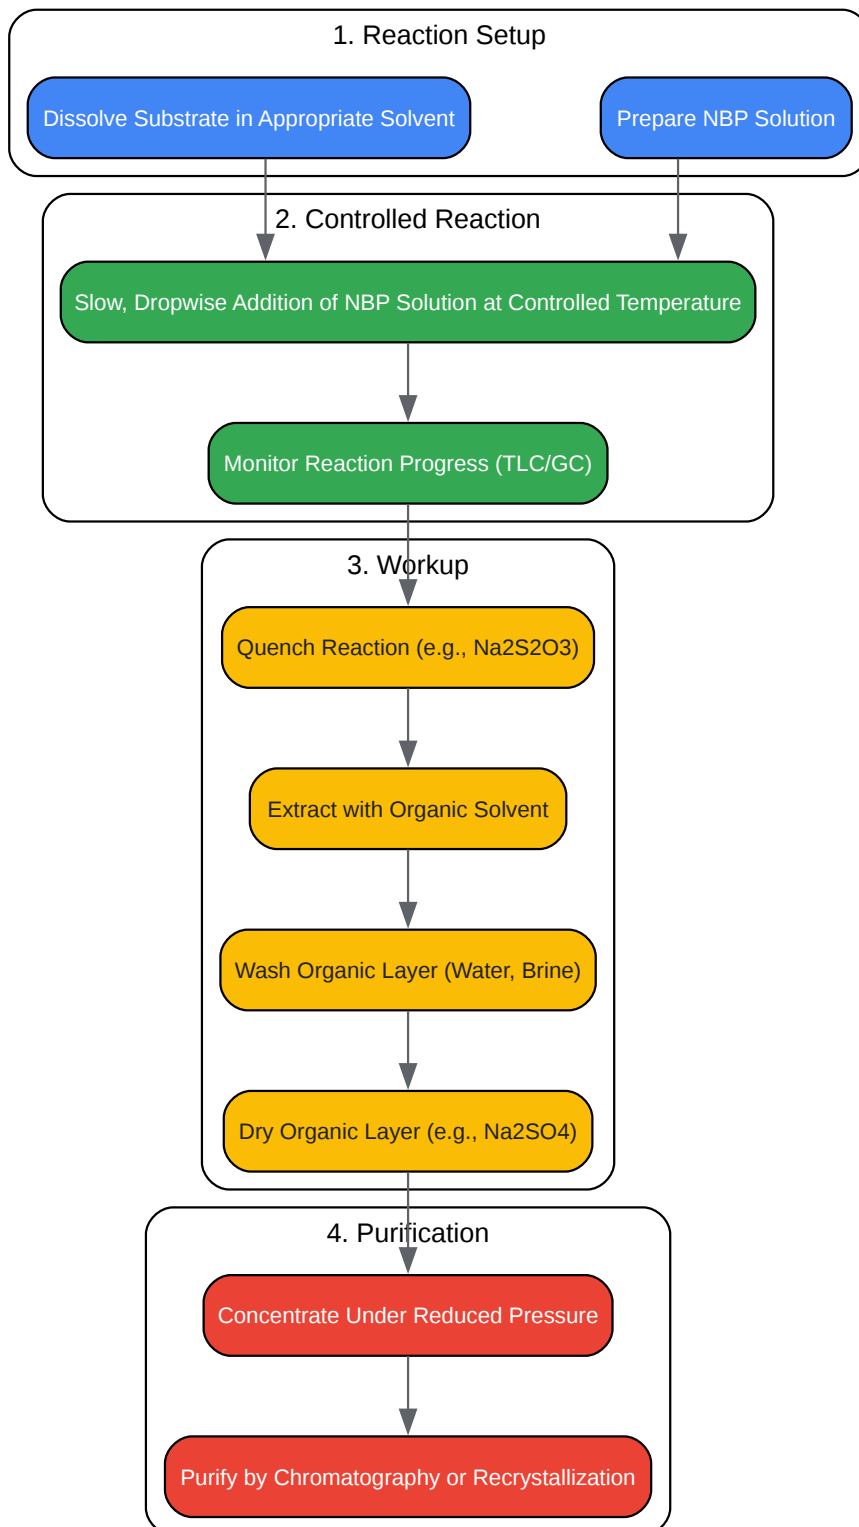 1. Reaction Setup
Dissolve Substrate in Appropriate Solvent
Prepare NBP Solution
2. Controlled Reaction
Slow, Dropwise Addition of NBP Solution at Controlled Temperature
Monitor Reaction Progress (TLC/GC)
3. Workup
Quench Reaction (e.g., Na2S2O3)
Extract with Organic Solvent
Wash Organic Layer (Water, Brine)
Dry Organic Layer (e.g., Na2SO4)
4. Purification
Concentrate Under Reduced Pressure
Purify by Chromatography or Recrystallization